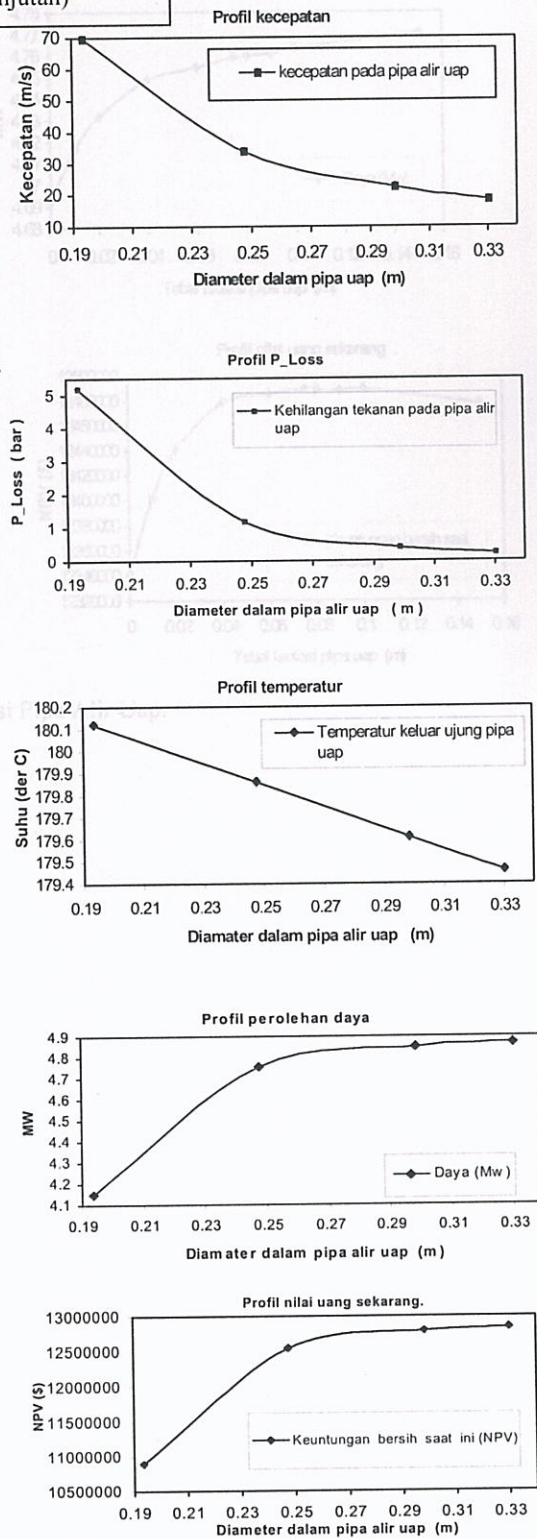 njutan)
Profil kecepatan
kecepatan pada pipa alir uap
Kecepatan (m/s)
70
60
50
40
30
20
10
0.19 0.21 0.23 0.25 0.27 0.29 0.31 0.33
Diameter dalam pipa uap (m)
Profil P_Loss
Kehilangan tekanan pada pipa alir
uap
P_Loss ( bar )
5
4
3
2
1
0
0.19 0.21 0.23 0.25 0.27 0.29 0.31 0.33
Diameter dalam pipa alir uap ( m )
Profil temperatur
Temperatur keluar ujung pipa
uap
Suhu (der C)
180.2
180.1
180
179.9
179.8
179.7
179.6
179.5
179.4
0.19 0.21 0.23 0.25 0.27 0.29 0.31 0.33
Diamater dalam pipa alir uap (m)
Profil perolehan daya
MW
4.9
4.8
4.7
4.6
4.5
4.4
4.3
4.2
4.1
Daya (Mw)
0.19 0.21 0.23 0.25 0.27 0.29 0.31 0.33
Diamater dalam pipa alir uap (m)
Profil nilai uang sekarang.
NPV ($)
13000000
12500000
12000000
11500000
11000000
10500000
Keuntungan bersih saat ini (NPV)
0.19 0.21 0.23 0.25 0.27 0.29 0.31 0.33
Diameter dalam pipa alir uap (m)